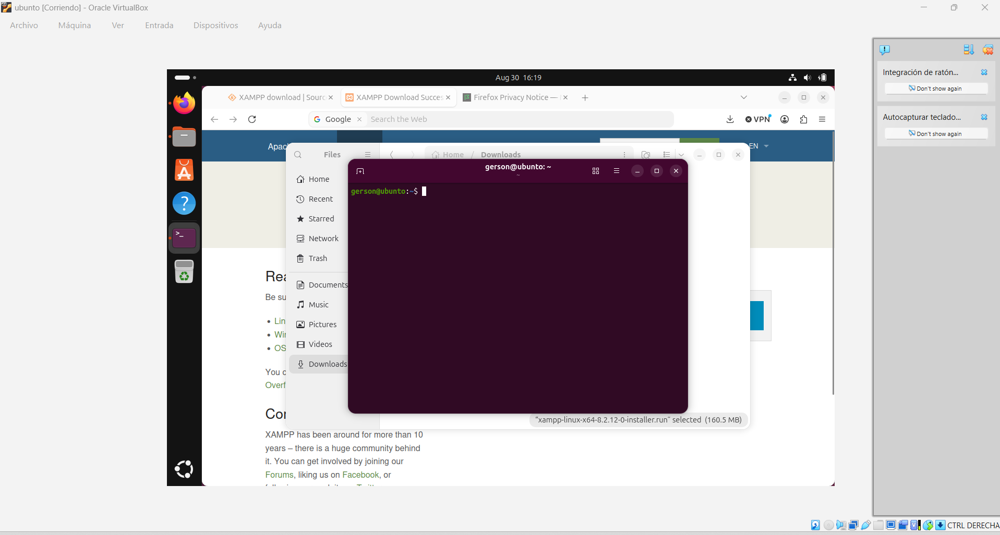 ubunto [Corriendo] - Oracle VirtualBox
Archivo Máquina Ver Entrada Dispositivos Ayuda
Integración de ratón...
Don't show again
Autocapturar teclado...
Don't show again
Aug 30 16:19
XAMPP download | Sourc
XAMPP Download Succes
Firefox Privacy Notice —
Google
Search the Web
VPN
Apach
EN
Files
Home / Downloads
Home
Recent
Starred
Network
Trash
Documents
Music
Pictures
Videos
Downloads
gerson@ubunto: ~
~
gerson@ubunto:~$
Rea
Be su
Lin
Wi
OS
You c
Overf
Cor
"xampp-linux-x64-8.2.12-0-installer.run" selected (160.5 MB)
XAMPP has been around for more than 10
years – there is a huge community behind
it. You can get involved by joining our
Forums, liking us on Facebook, or
CTRL DERECHA